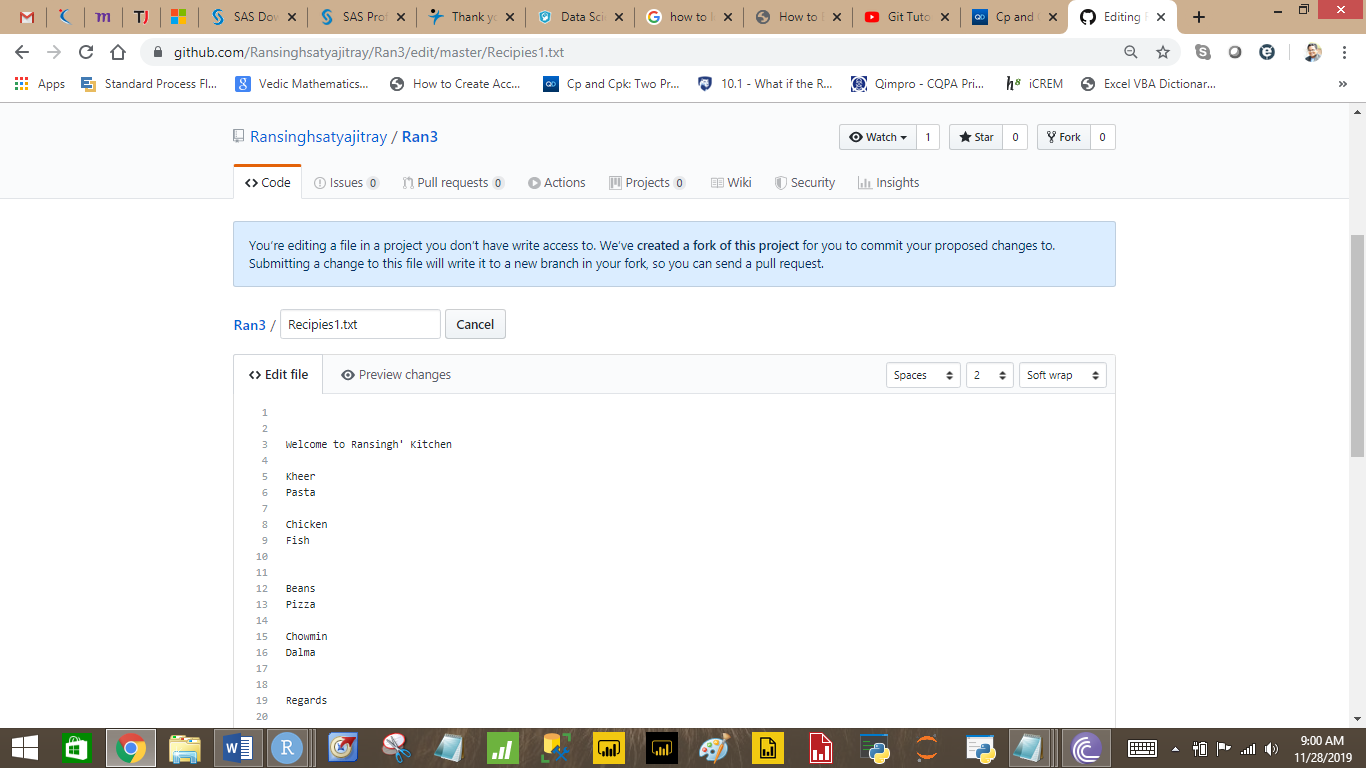 SAS Dov
SAS Prof
Thank yo
Data Scie
how to k
How to
Git Tuto
Cp and
Editing
github.com/Ransinghsatyajitray/Ran3/edit/master/Recipies1.txt
Apps
Standard Process Fl...
Vedic Mathematics...
How to Create Acc...
Cp and Cpk: Two Pr...
10.1 - What if the R...
Qimpro - CQPA Pri...
iCREM
Excel VBA Dictionar...
»
Ransinghsatyajitray / Ran3
Watch 1
Star 0
Fork 0
<> Code
Issues 0
Pull requests 0
Actions
Projects 0
Wiki
Security
Insights
You're editing a file in a project you don't have write access to. We've created a fork of this project for you to commit your proposed changes to.
Submitting a change to this file will write it to a new branch in your fork, so you can send a pull request.
Ran3 / Recipies1.txt Cancel
<> Edit file
Preview changes
Spaces
2
Soft wrap
1
2
3 Welcome to Ransingh' Kitchen
4
5 Kheer
6 Pasta
7
8 Chicken
9 Fish
10
11
12 Beans
13 Pizza
14
15 Chowmin
16 Dalma
17
18
19 Regards
20
9:00 AM
11/28/2019